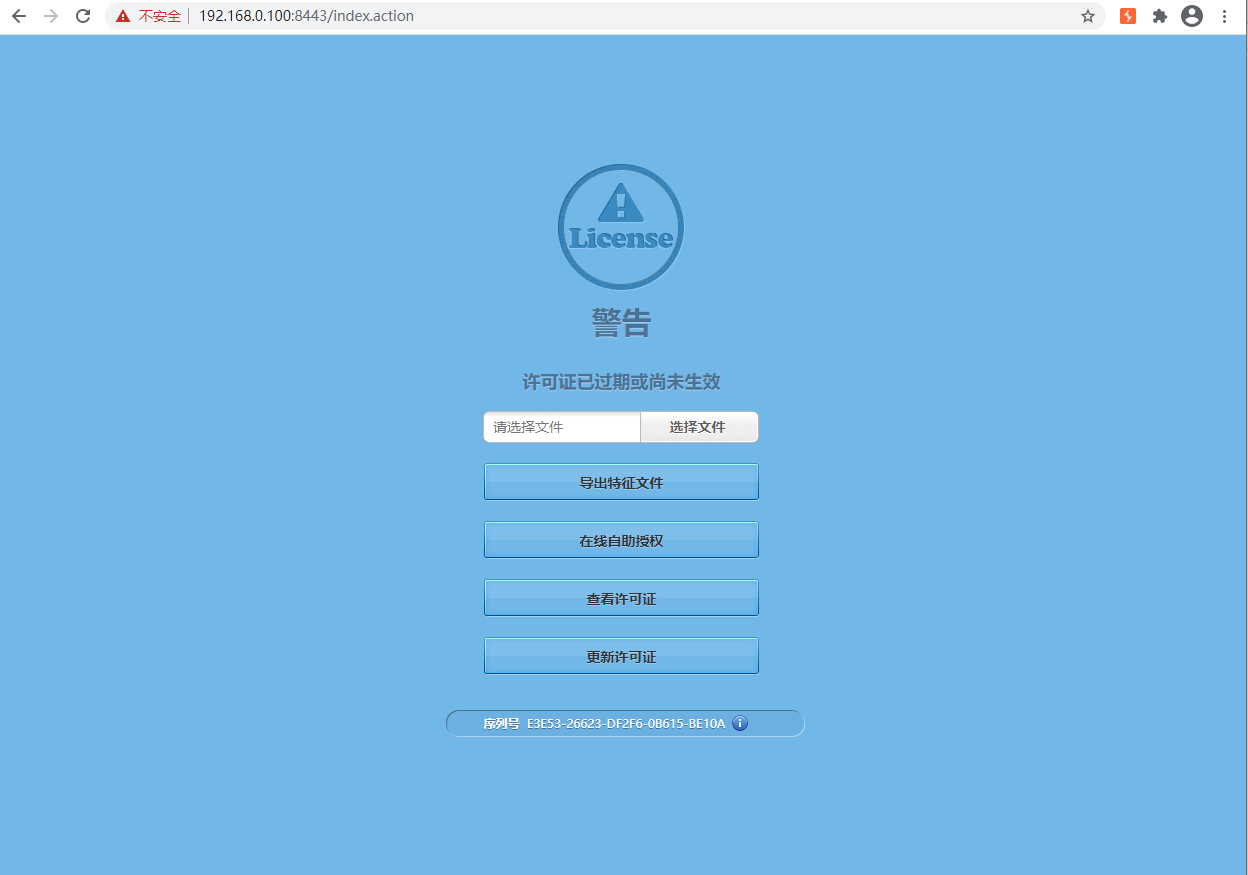 不安全 192.168.0.100:8443/index.action
License
警告
许可证已过期或尚未生效
请选择文件 选择文件
导出特征文件
在线自助授权
查看许可证
更新许可证
序列号 E3E53-26623-DF2F6-0B615-BE10A